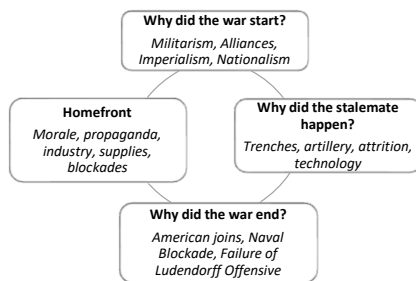 Why did the war start?
Militarism, Alliances,
Imperialism, Nationalism
Homefront
Morale, propaganda,
industry, supplies,
blockades
Why did the stalemate
happen?
Trenches, artillery, attrition,
technology
Why did the war end?
American joins, Naval
Blockade, Failure of
Ludendorff Offensive